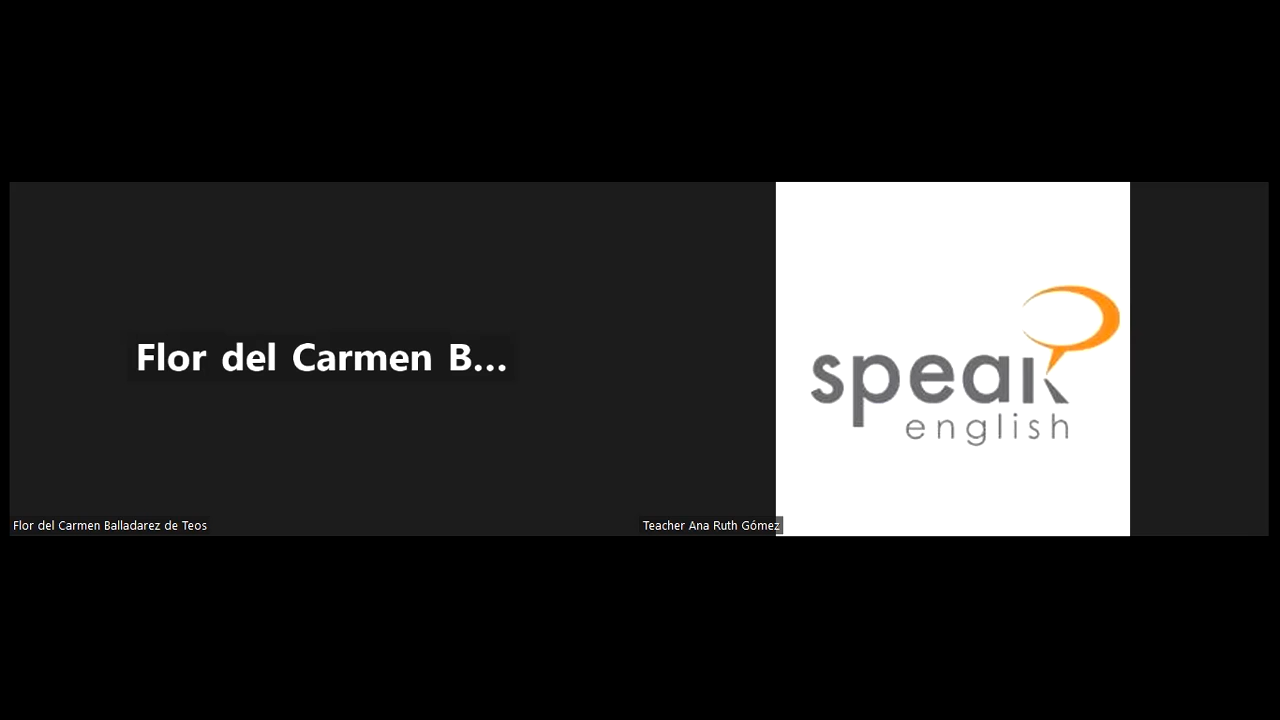 Flor del Carmen B...
speak
english
Flor del Carmen Balladarez de Teos
Teacher Ana Ruth Gómez